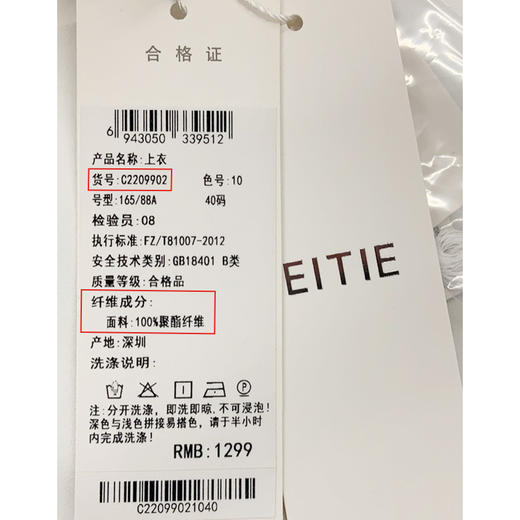 合格证
6 943050 339512
产品名称:上衣
货号:C2209902 色号:10
号型:165/88A 40码
检验员:08
执行标准:FZ/T81007-2012
安全技术类别:GB18401 B类
质量等级:合格品
纤维成分:
面料:100%聚酯纤维
产地:深圳
洗涤说明:
注:分开洗涤,即洗即晾,不可浸泡!
深色与浅色拼接易搭色,请于半小时
内完成洗涤!
RMB:1299
C22099021040
EITIE